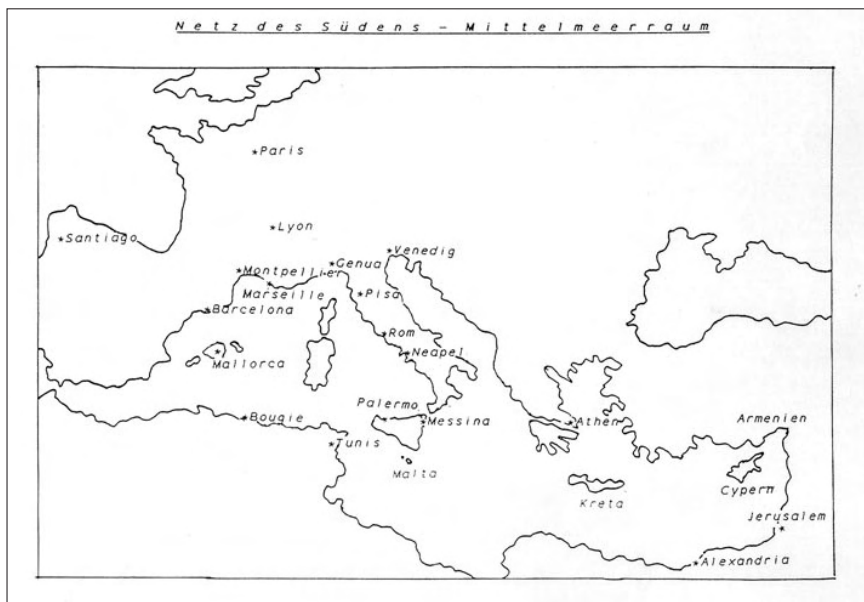 Netz des Südens - Mittelmeerraum
*Paris
*Lyon
*Santiago
*Venedig
*Genua
*Montpellier
Marseille
*Pisa
*Barcelona
*Rom
*Neapel
Mallorca
Palermo
*Bougie
*Messina
*Athen
Armenien
*Tunis
Malta
Cypern
Kreta
Jerusalem
*Alexandria